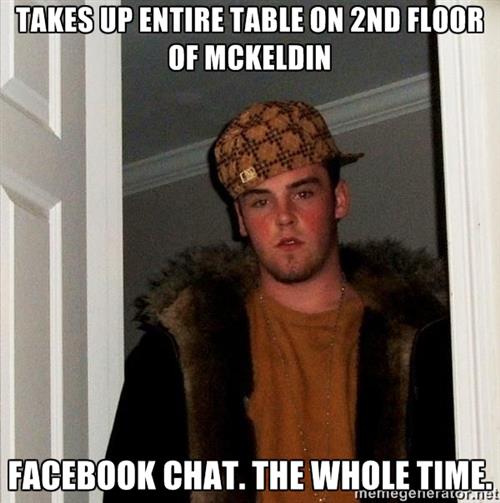 TAKES UP ENTIRE TABLE ON 2ND FLOOR
OF MCKELDIN
FACEBOOK CHAT. THE WHOLE TIME.
memegenerator.net